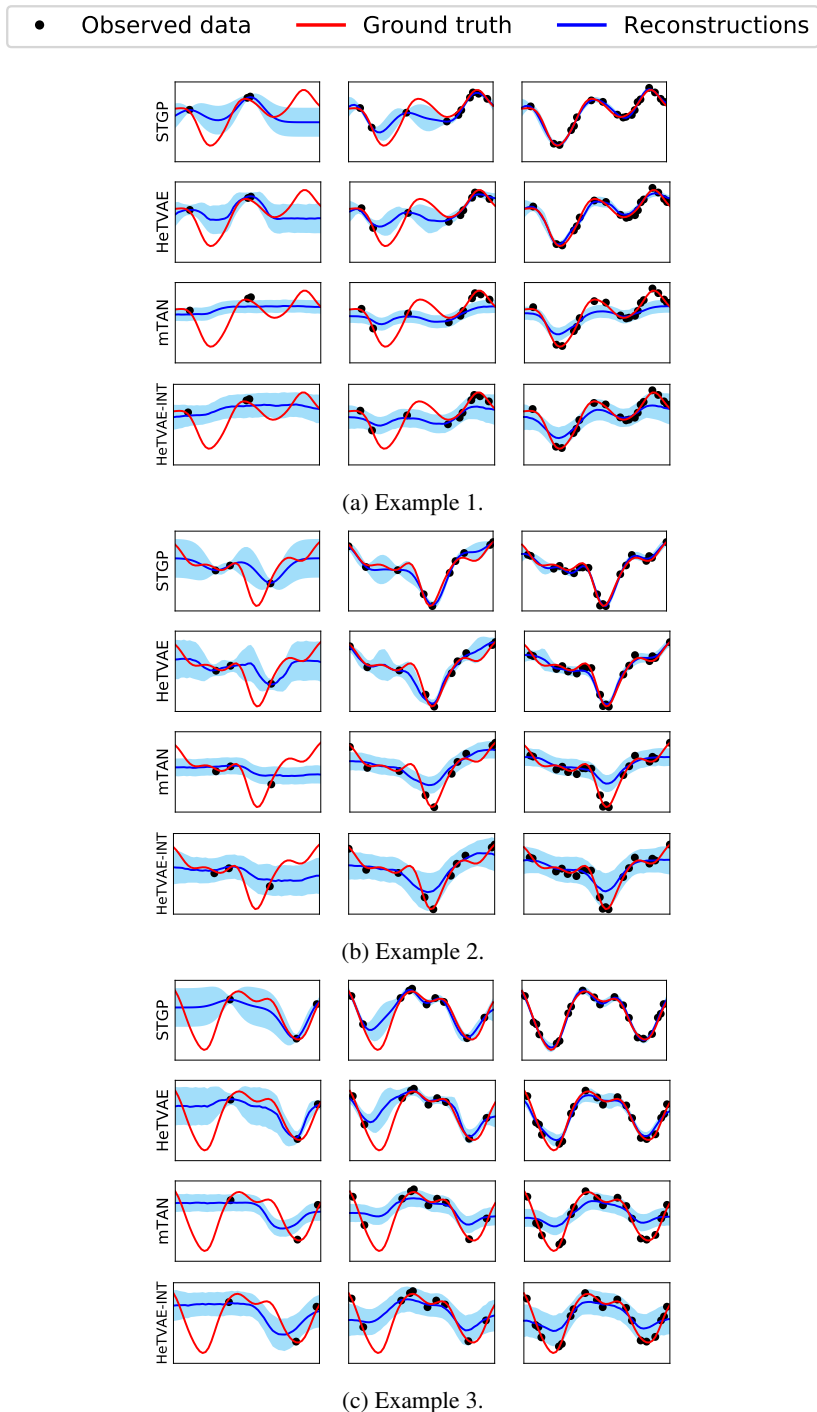 Observed data Ground truth Reconstructions
STGP
HeTVAE
mTAN
HeTVAE-INT
(a) Example 1.
STGP
HeTVAE
mTAN
HeTVAE-INT
(b) Example 2.
STGP
HeTVAE
mTAN
HeTVAE-INT
(c) Example 3.